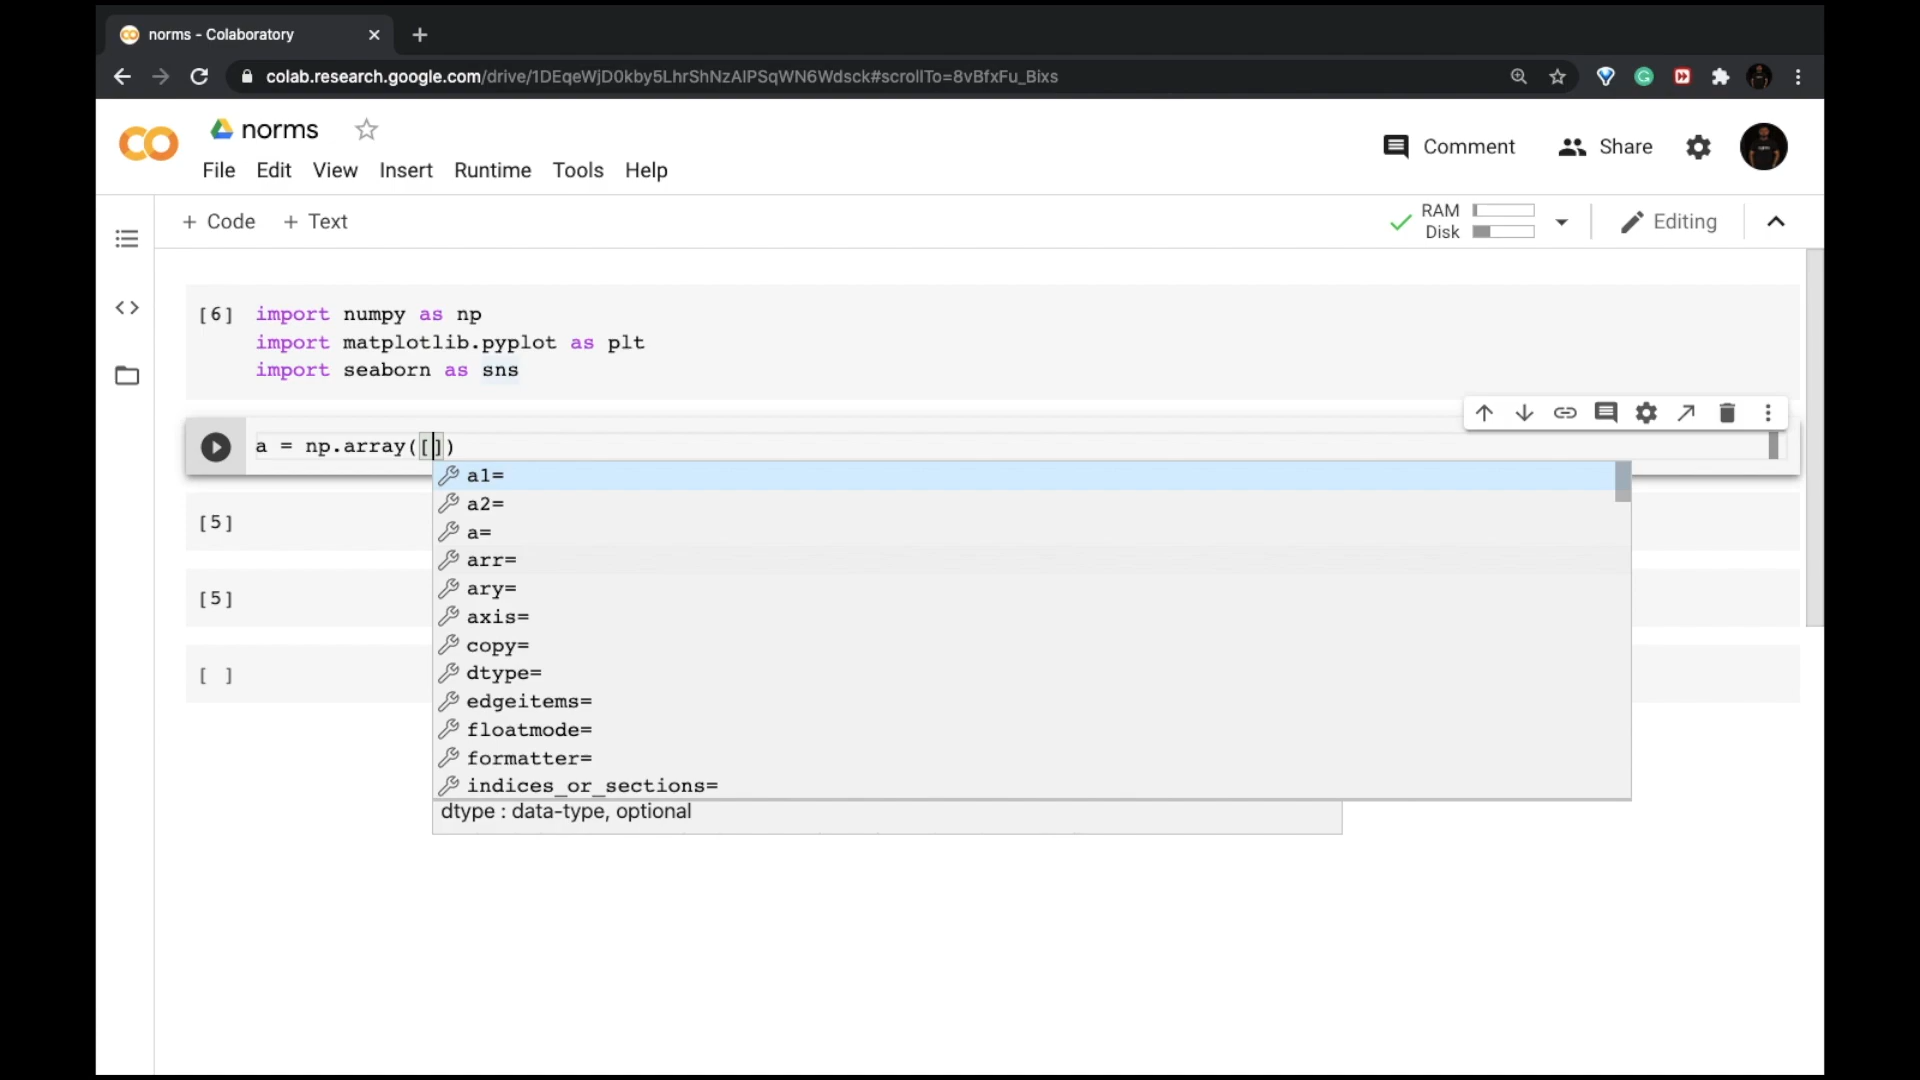 norms - Colaboratory
colab.research.google.com/drive/1DEqeWjD0kby5LhrShNzAlPSqWN6Wdsck#scrollTo=8vBfxFu_Bixs
norms
File Edit View Insert Runtime Tools Help
Comment Share
+ Code + Text
RAM
Disk
Editing
[6] import numpy as np
import matplotlib.pyplot as plt
import seaborn as sns
a = np.array([])
a1=
a2=
a=
arr=
ary=
axis=
copy=
dtype=
edgeitems=
floatmode=
formatter=
indices_or_sections=
dtype : data-type, optional
[5]
[5]
[ ]